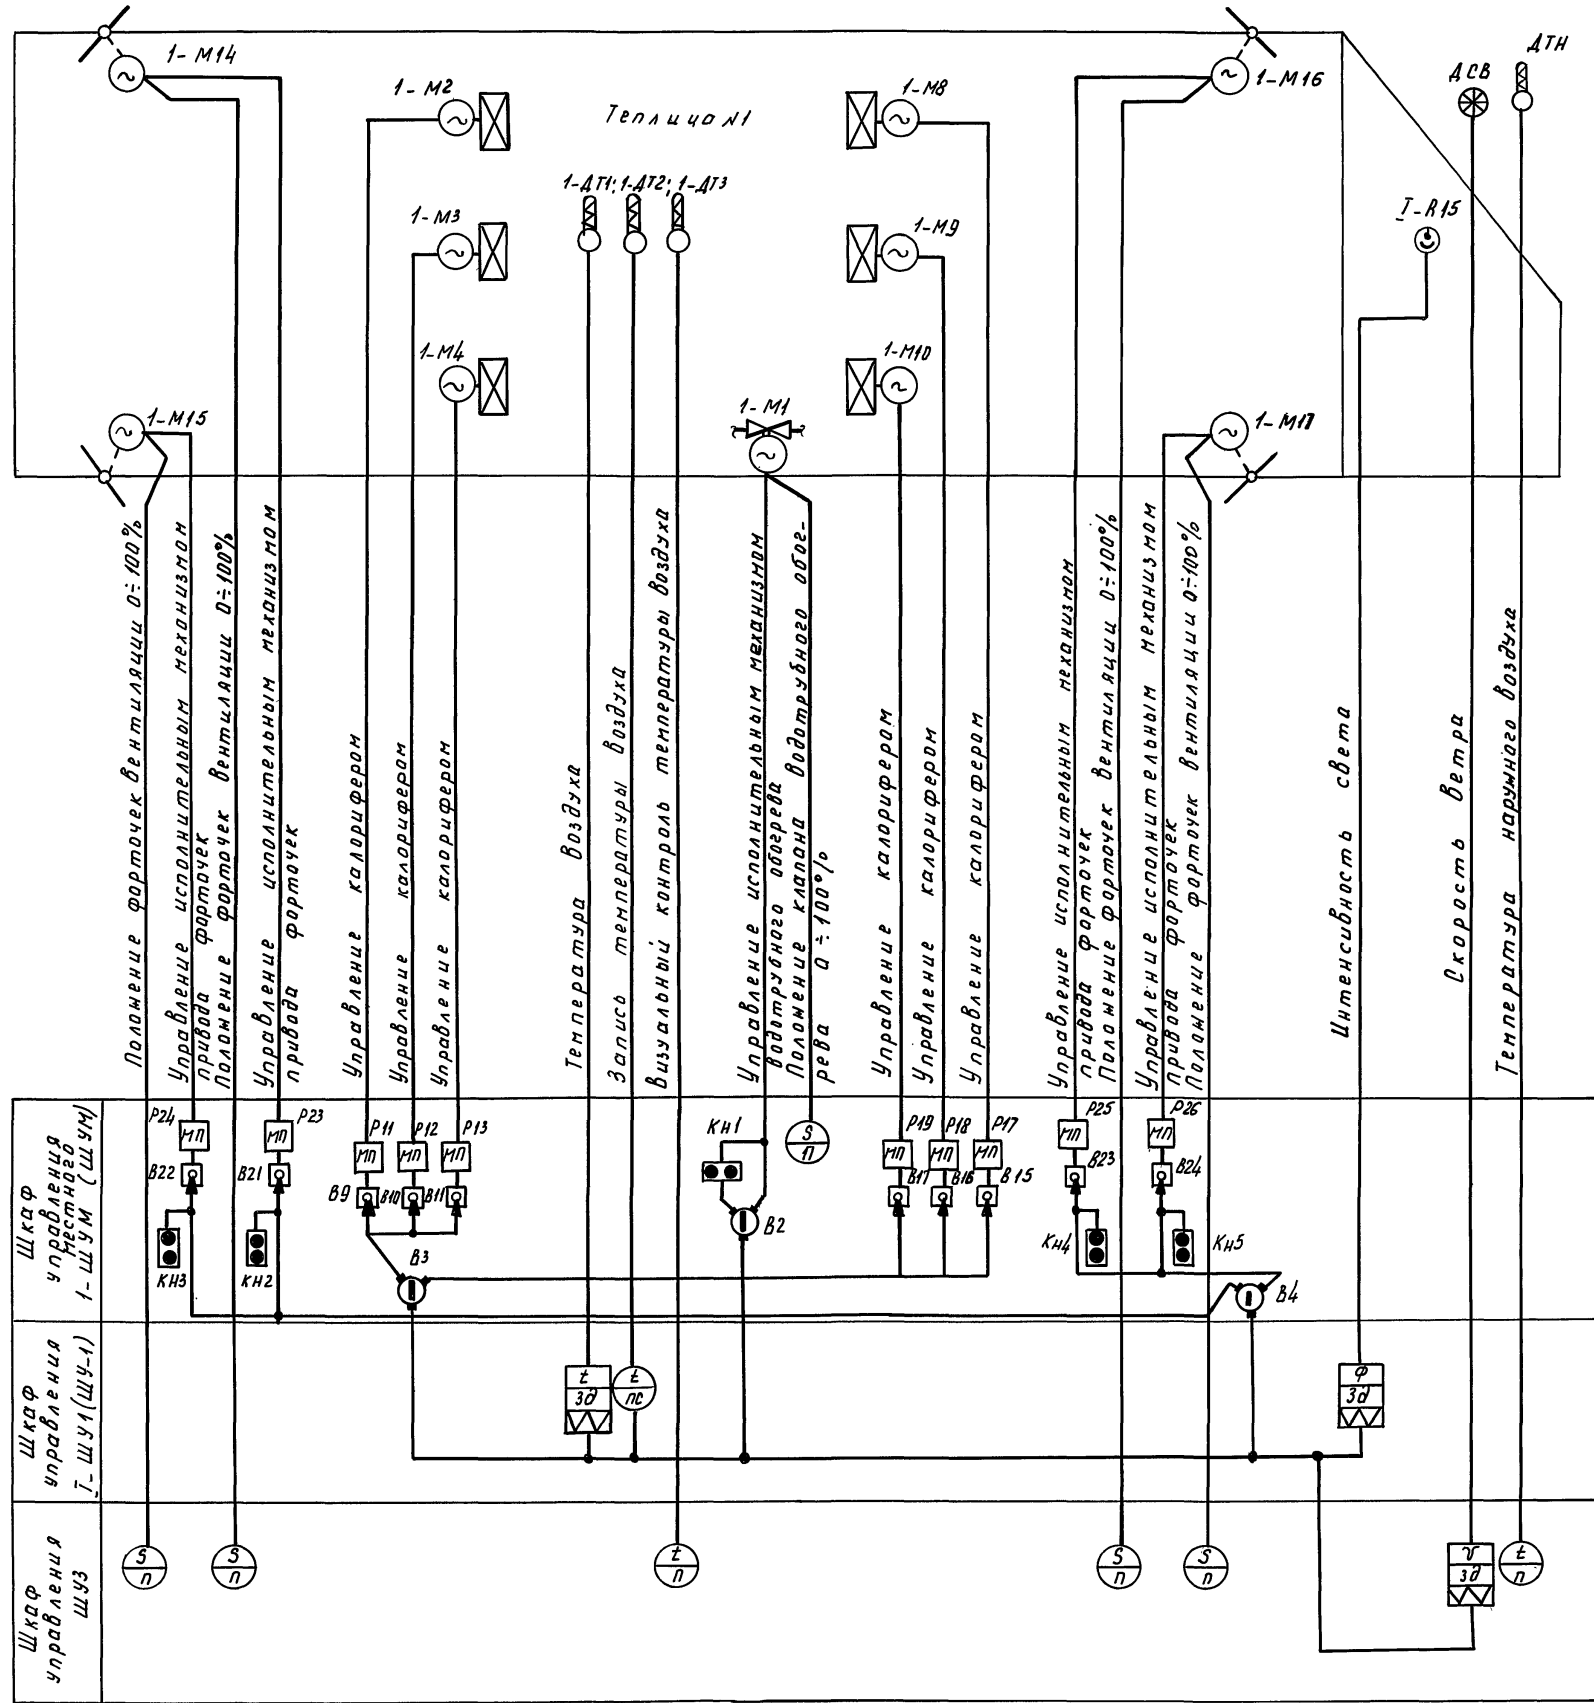 1-М14
1-М2
Теплица №1
1-М8
1-М16
ДСВ
ДТН
1-ДТ1; 1-ДТ2; 1-ДТ3
1-М3
1-М9
I-R15
1-М4
1-М10
1-М15
1-М1
1-М17
Положение форточек вентиляции 0÷100%
Управление исполнительным механизмом
привода форточек
Положение форточек вентиляции 0÷100%
Управление исполнительным механизмом
привода форточек
Управление калорифером
Управление калорифером
Управление калорифером
Температура воздуха
Запись температуры воздуха
Визуальный контроль температуры воздуха
Управление исполнительным механизмом
водотрубного обогрева
Положение клапана водотрубного обог-
рева 0÷100%
Управление калорифером
Управление калорифером
Управление калорифером
Управление исполнительным механизмом
привода форточек
Положение форточек вентиляции 0÷100%
Управление исполнительным механизмом
привода форточек
Положение форточек вентиляции 0÷100%
Интенсивность света
Скорость ветра
Температура наружного воздуха
Шкаф
управления
местного
1-ШУМ (ШУМ)
Р24
МП
В22
КН3
Р23
МП
В21
КН2
Р11
МП
В9
Р12
МП
В10
Р13
МП
В11
В3
КН1
В2
S
П
Р19
МП
В17
Р18
МП
В16
Р17
МП
В15
Р25
МП
В23
КН4
Р26
МП
В24
КН5
В4
Шкаф
управления
I-ШУ1 (ШУ-1)
t
зд
t
пс
φ
зд
Шкаф
управления
ШУЗ
S
п
S
п
t
п
S
п
S
п
v
зд
t
п